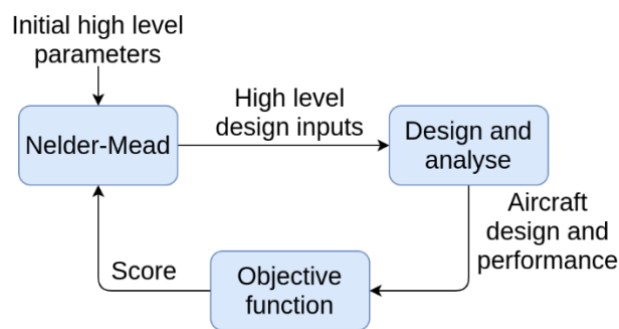 Initial high level
parameters
High level
design inputs
Nelder-Mead
Design and
analyse
Aircraft
design and
performance
Score
Objective
function